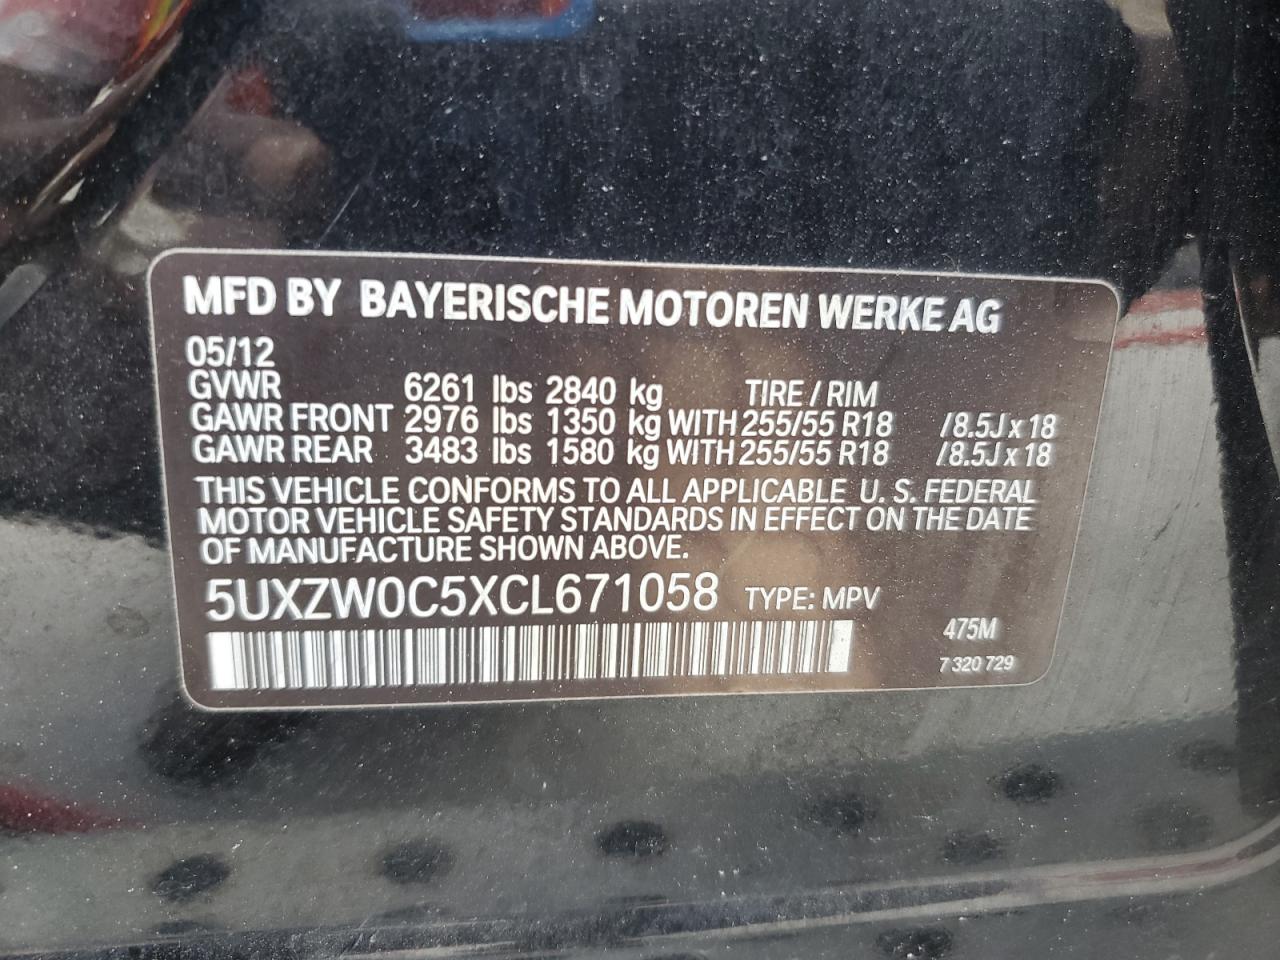 MFD BY BAYERISCHE MOTOREN WERKE AG
05/12
GVWR 6261 lbs 2840 kg TIRE / RIM
GAWR FRONT 2976 lbs 1350 kg WITH 255/55 R18 /8.5J x 18
GAWR REAR 3483 lbs 1580 kg WITH 255/55 R18 /8.5J x 18
THIS VEHICLE CONFORMS TO ALL APPLICABLE U. S. FEDERAL
MOTOR VEHICLE SAFETY STANDARDS IN EFFECT ON THE DATE
OF MANUFACTURE SHOWN ABOVE.
5UXZW0C5XCL671058 TYPE: MPV
475M
7 320 729